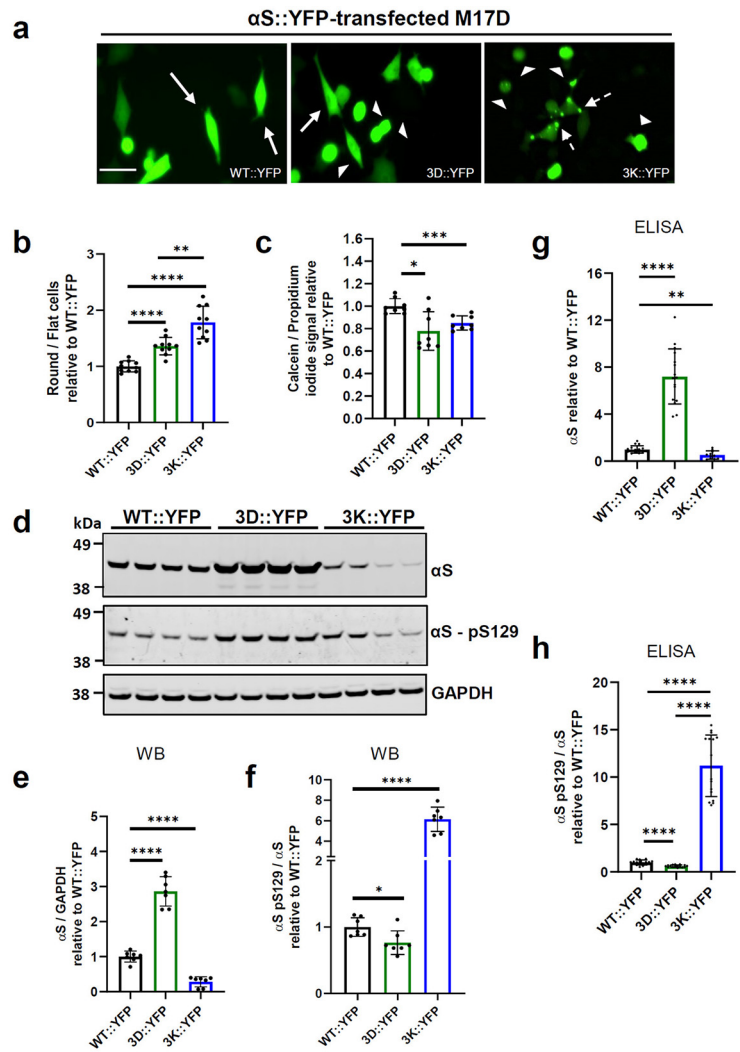 αS::YFP-transfected M17D
a
WT::YFP
3D::YFP
3K::YFP
b
Round / Flat cells
relative to WT::YFP
3
2
1
0
**
****
****
WT::YFP
3D::YFP
3K::YFP
c
Calcein / Propidium
iodide signal relative
to WT::YFP
1.6
1.4
1.2
1.0
0.8
0.6
0.4
0.2
0.0
***
*
WT::YFP
3D::YFP
3K::YFP
g
ELISA
αS relative to WT::YFP
16
12
8
4
0
****
**
WT::YFP
3D::YFP
3K::YFP
d
kDa
WT::YFP 3D::YFP 3K::YFP
49
38
αS
49
38
αS - pS129
38
GAPDH
h
ELISA
αS pS129 / αS
relative to WT::YFP
20
15
10
5
0
****
****
****
WT::YFP
3D::YFP
3K::YFP
e
WB
αS / GAPDH
relative to WT::YFP
5
4
3
2
1
0
****
****
WT::YFP
3D::YFP
3K::YFP
f
WB
αS pS129 / αS
relative to WT::YFP
10
8
6
4
2
1
0
****
*
WT::YFP
3D::YFP
3K::YFP